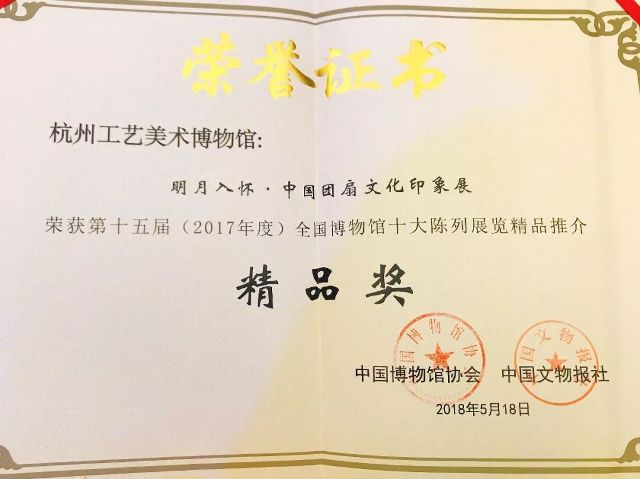 荣誉证书
杭州工艺美术博物馆:
明月入怀·中国团扇文化印象展
荣获第十五届(2017年度)全国博物馆十大陈列展览精品推介
精品奖
中国博物馆协会 中国文物报社
2018年5月18日